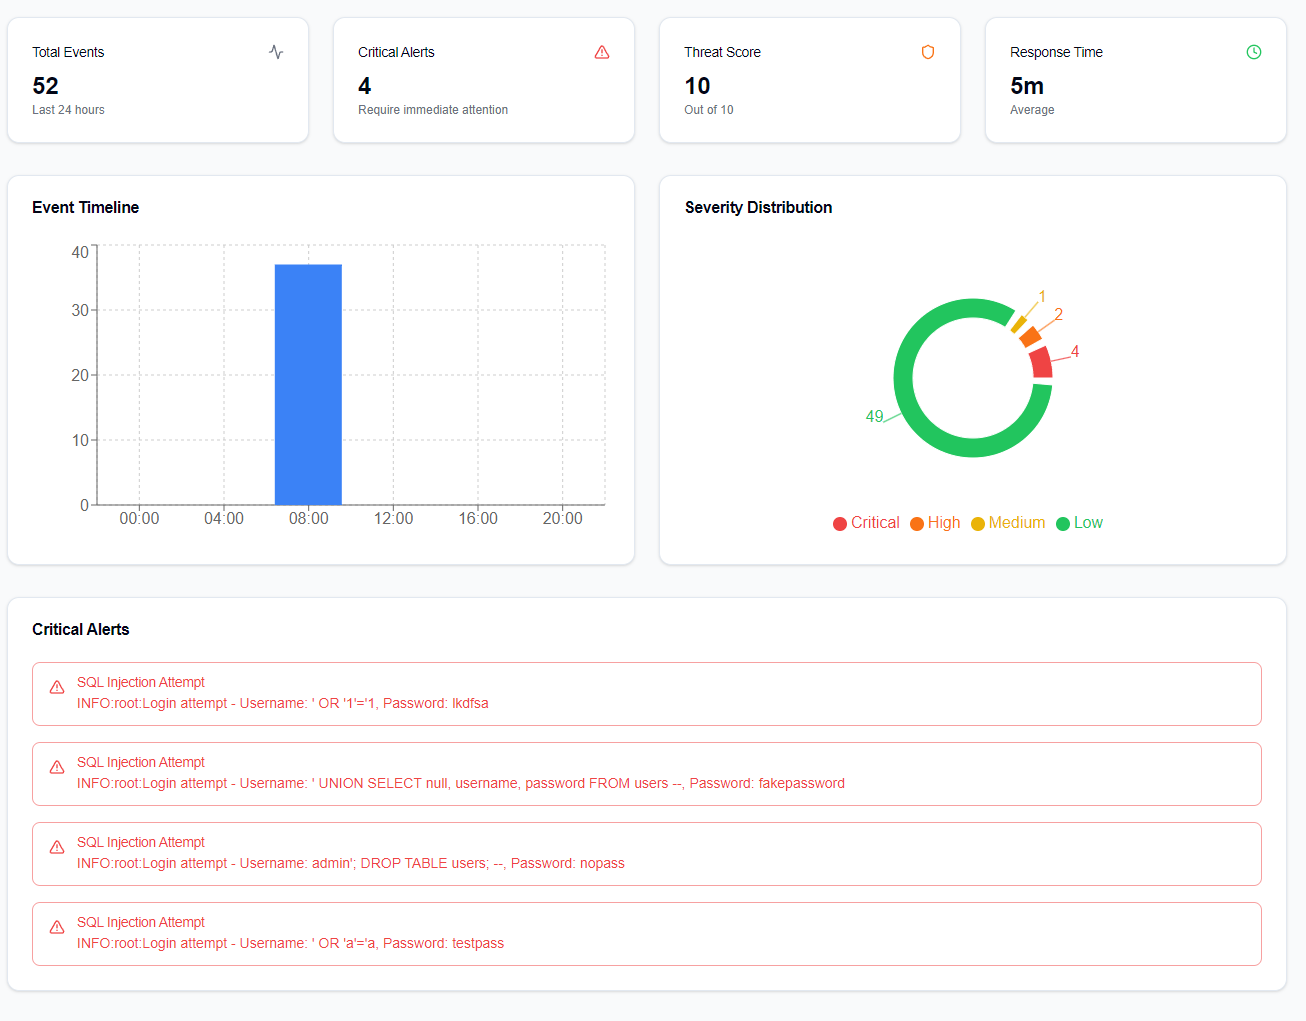 Total Events
52
Last 24 hours
Critical Alerts
4
Require immediate attention
Threat Score
10
Out of 10
Response Time
5m
Average
Event Timeline
40
30
20
10
0
00:00 04:00 08:00 12:00 16:00 20:00
Severity Distribution
1
2
4
49
Critical High Medium Low
Critical Alerts
SQL Injection Attempt
INFO:root:Login attempt - Username: ' OR '1'='1, Password: lkdfsa
SQL Injection Attempt
INFO:root:Login attempt - Username: ' UNION SELECT null, username, password FROM users --, Password: fakepassword
SQL Injection Attempt
INFO:root:Login attempt - Username: admin'; DROP TABLE users; --, Password: nopass
SQL Injection Attempt
INFO:root:Login attempt - Username: ' OR 'a'='a, Password: testpass